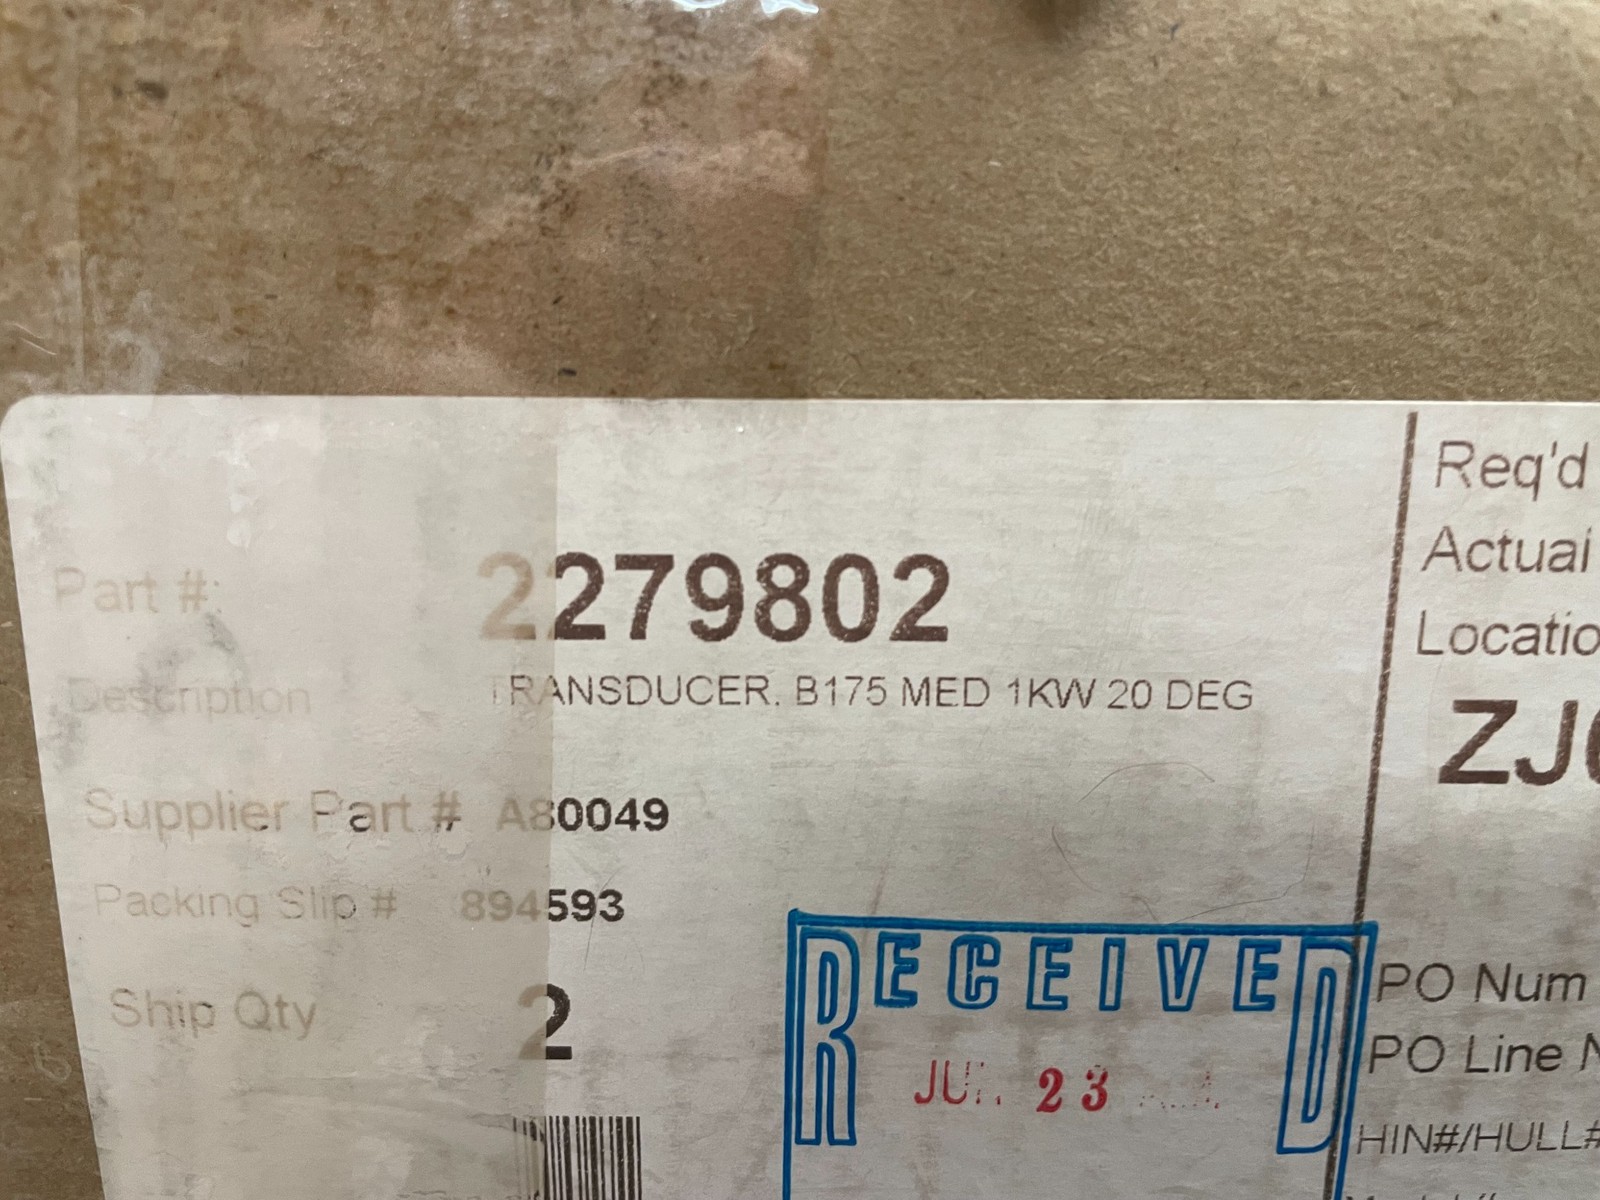 Part #: 2279802
Description TRANSDUCER. B175 MED 1KW 20 DEG
Supplier Part # A80049
Packing Slip # 894593
Ship Qty 2
RECEIVED
23
Req'd
Actual
Locatio
ZJ
PO Num
PO Line N
HIN#/HULL#